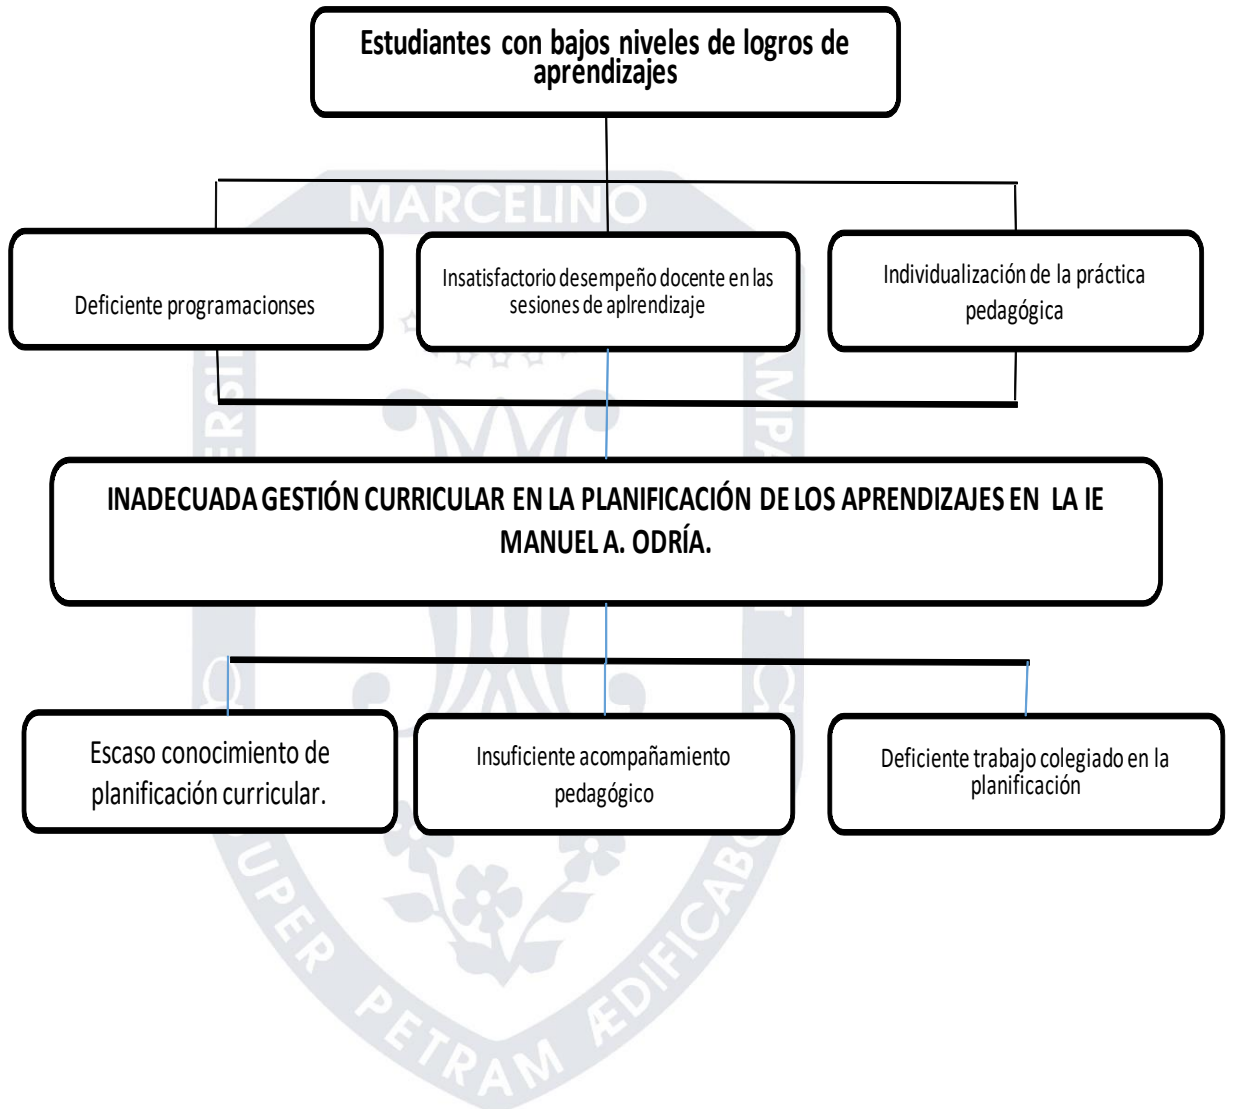 Estudiantes con bajos niveles de logros de
aprendizajes
MARCELINO
Deficiente programacionses
Insatisfactorio desempeño docente en las
sesiones de aplrendizaje
Individualización de la práctica
pedagógica
INADECUADA GESTIÓN CURRICULAR EN LA PLANIFICACIÓN DE LOS APRENDIZAJES EN LA IE
MANUEL A. ODRÍA.
Escaso conocimiento de
planificación curricular.
Insuficiente acompañamiento
pedagógico
Deficiente trabajo colegiado en la
planificación
SUPER PETRAM